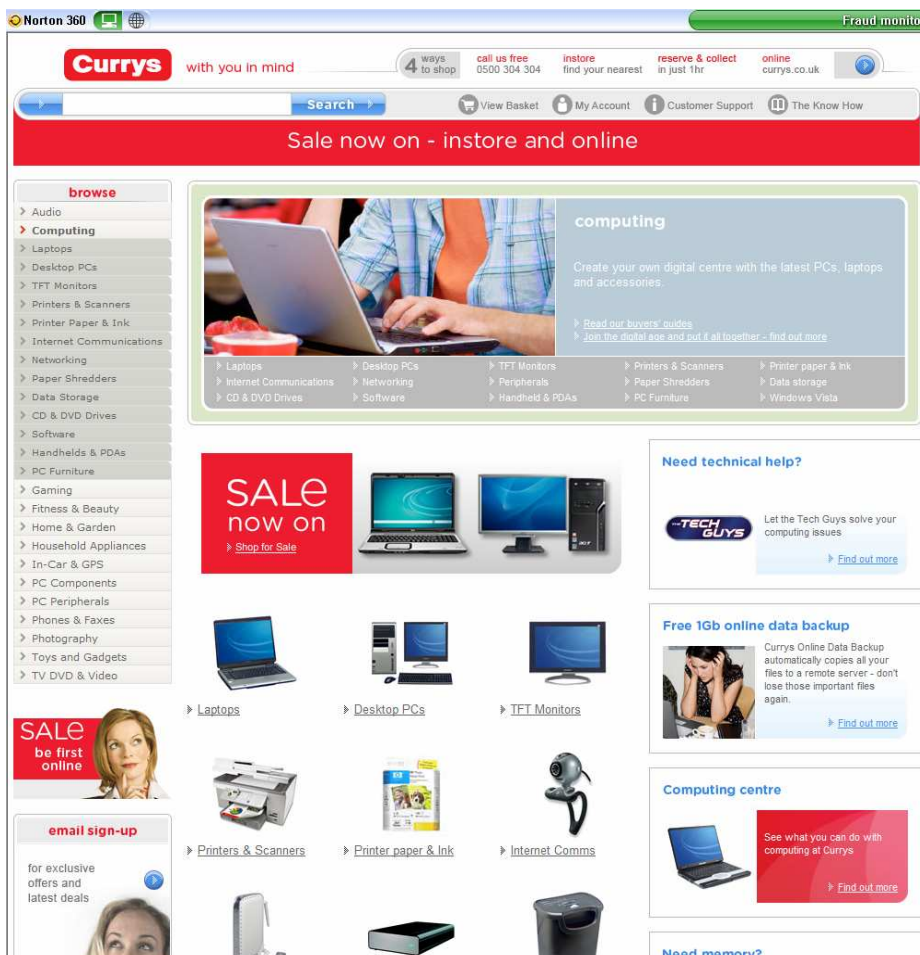 Norton 360
Fraud monito
Currys
with you in mind
4 ways to shop
call us free
0500 304 304
instore
find your nearest
reserve & collect
in just 1hr
online
currys.co.uk
Search
View Basket
My Account
Customer Support
The Know How
Sale now on - instore and online
browse
Audio
Computing
Laptops
Desktop PCs
TFT Monitors
Printers & Scanners
Printer Paper & Ink
Internet Communications
Networking
Paper Shredders
Data Storage
CD & DVD Drives
Software
Handhelds & PDAs
PC Furniture
Gaming
Fitness & Beauty
Home & Garden
Household Appliances
In-Car & GPS
PC Components
PC Peripherals
Phones & Faxes
Photography
Toys and Gadgets
TV DVD & Video
SALE
be first
online
email sign-up
for exclusive
offers and
latest deals
computing
Create your own digital centre with the latest PCs, laptops
and accessories.
Read our buyers' guides
Join the digital age and put it all together - find out more
Laptops
Desktop PCs
TFT Monitors
Printers & Scanners
Printer paper & Ink
Internet Communications
Networking
Peripherals
Paper Shredders
Data storage
CD & DVD Drives
Software
Handheld & PDAs
PC Furniture
Windows Vista
SALE
now on
Shop for Sale
Laptops
Desktop PCs
TFT Monitors
Printers & Scanners
Printer paper & Ink
Internet Comms
Need technical help?
THE TECH GUYS
Let the Tech Guys solve your
computing issues
Find out more
Free 1Gb online data backup
Currys Online Data Backup
automatically copies all your
files to a remote server - don't
lose those important files
again.
Find out more
Computing centre
See what you can do with
computing at Currys
Find out more
Need memory?